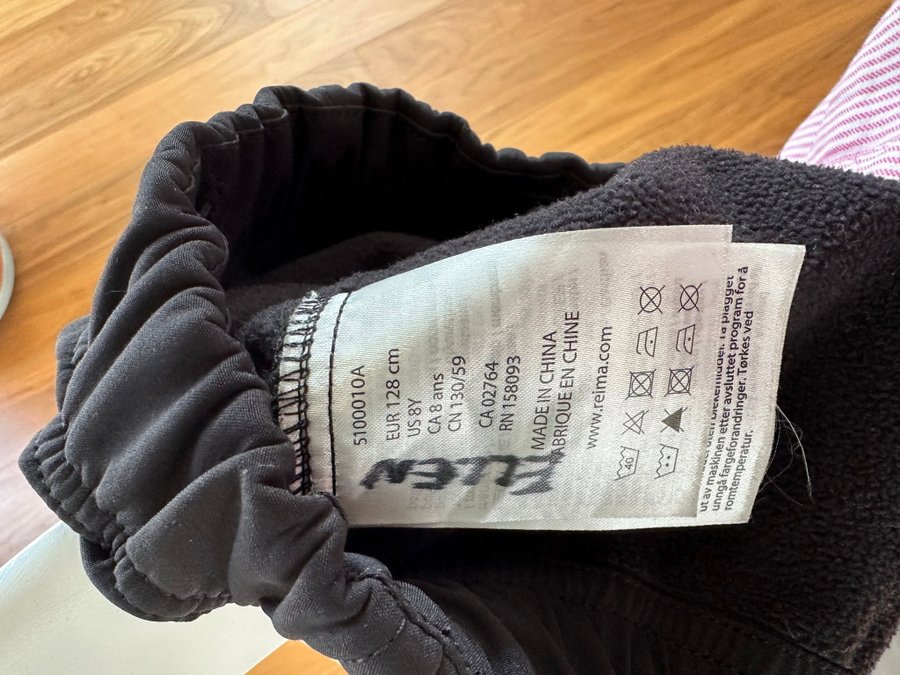 5100010A
EUR 128 cm
US 8Y
CA 8 ans
CN 130/59
CA 02764
RN 158093
MADE IN CHINA
FABRIQUE EN CHINE
www.reima.com
40
ELLEN
plagget
ut av maskinen etter avsluttet program for å
unngå fargeforandringer. Tørkes ved
romtemperatur.